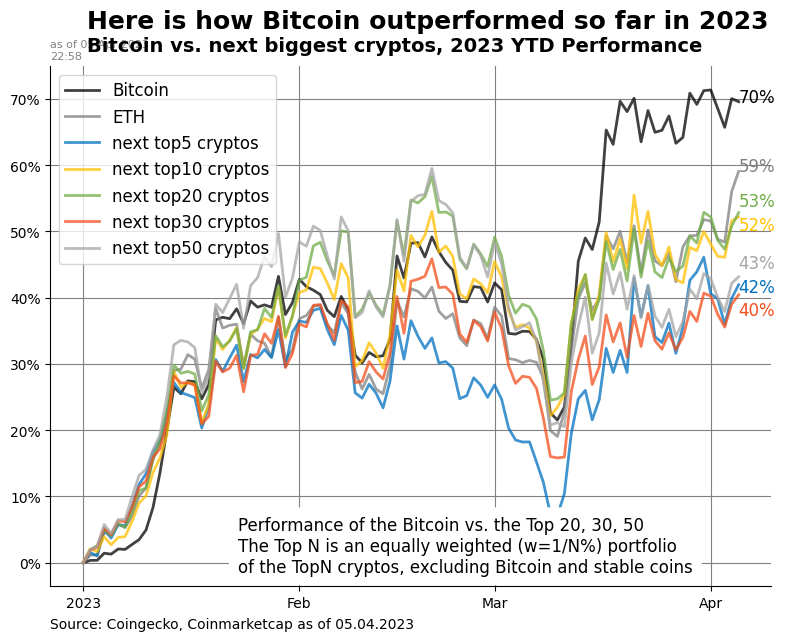 Here is how Bitcoin outperformed so far in 2023
Bitcoin vs. next biggest cryptos, 2023 YTD Performance
as of
22:58
Bitcoin
ETH
next top5 cryptos
next top10 cryptos
next top20 cryptos
next top30 cryptos
next top50 cryptos
70%
60%
50%
40%
30%
20%
10%
0%
70%
59%
53%
52%
43%
42%
38%
Performance of the Bitcoin vs. the Top 20, 30, 50
The Top N is an equally weighted (w=1/N%) portfolio
of the TopN cryptos, excluding Bitcoin and stable coins
2023 Feb Mar Apr
Source: Coingecko, Coinmarketcap as of 05.04.2023